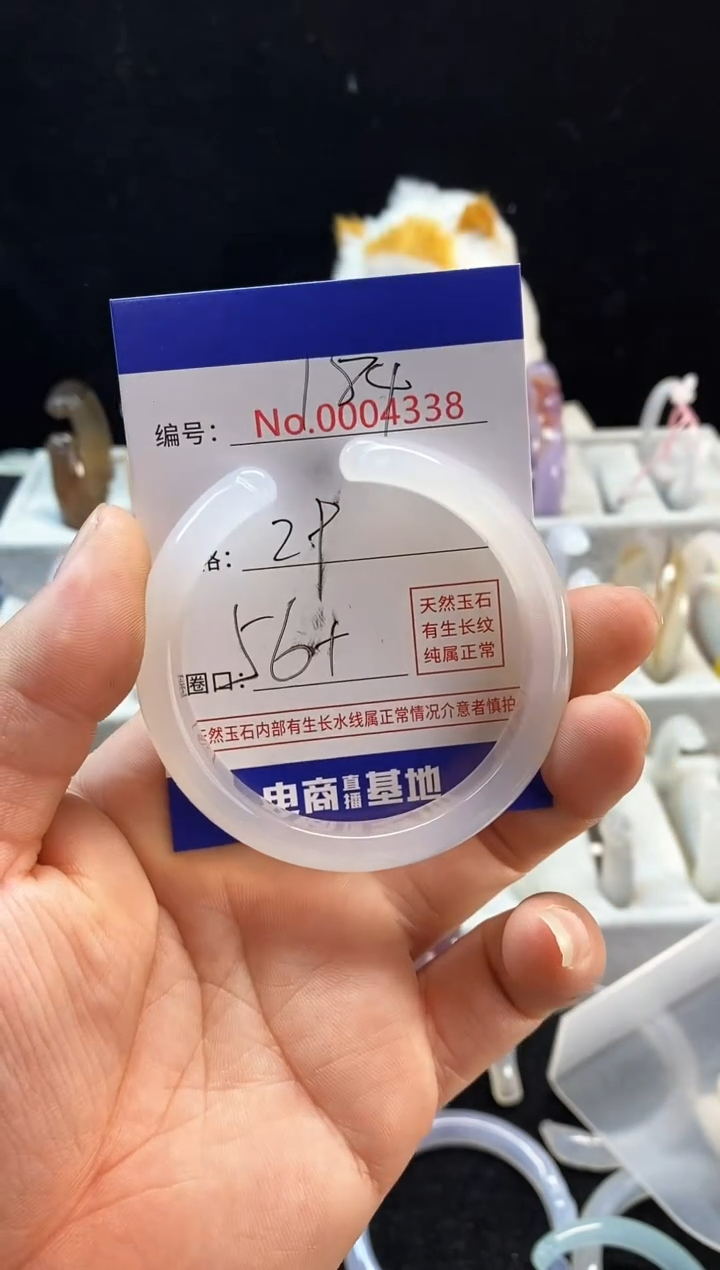 184
编号: No.0004338
格: 28
圈口: 56+
天然玉石
有生长纹
纯属正常
天然玉石内部有生长水线属正常情况介意者慎拍
电商直播基地